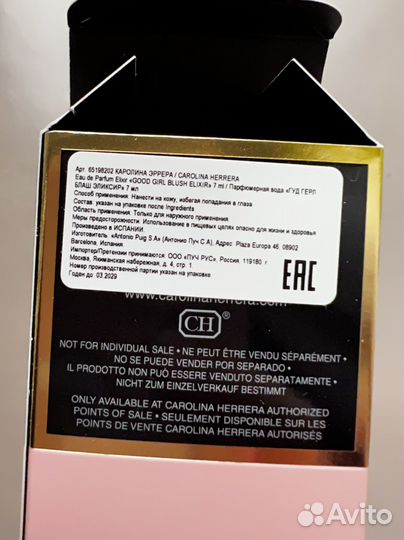 Арт. 65198202 КАРОЛИНА ЭРРЕРА / CAROLINA HERRERA
Eau de Parfum Elixir «GOOD GIRL BLUSH ELIXIR» 7 ml / Парфюмерная вода «ГУД ГЕРЛ
БЛАШ ЭЛИКСИР» 7 мл
Способ применения: Нанести на кожу, избегая попадания в глаза
Состав: указан на упаковке после Ingredients
Область применения: Только для наружного применения
Меры предосторожности: Использование в пищевых целях опасно для жизни и здоровья
Произведено в ИСПАНИИ.
Изготовитель: «Antonio Puig S.A» (Антонио Пуч С.А), Адрес: Plaza Europa 46, 08902
Barcelona, Испания
Импортер/Претензии принимаются: ООО «ПУЧ РУС», Россия, 119180 г
Москва, Якиманская набережная, д. 4, стр. 1
Номер производственной партии указан на упаковке
Годен до: 03.2029
EAC
www.carolinaherrera.com
CH
NOT FOR INDIVIDUAL SALE • NE PEUT ÊTRE VENDU SÉPARÉMENT •
NO SE PUEDE VENDER POR SEPARADO •
IL PRODOTTO NON PUÒ ESSERE VENDUTO SEPARATAMENTE •
NICHT ZUM EINZELVERKAUF BESTIMMT
ONLY AVAILABLE AT CAROLINA HERRERA AUTHORIZED
POINTS OF SALE • SEULEMENT DISPONIBLE SUR LES
POINTS DE VENTE CAROLINA HERRERA AUTORISÉS
Avito